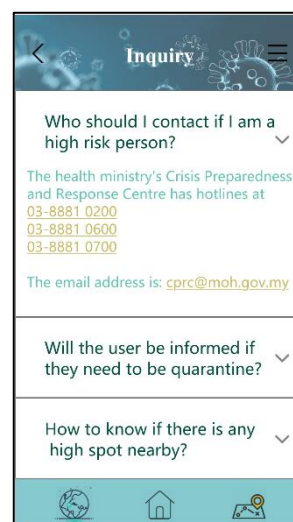 Inquiry
Who should I contact if I am a
high risk person?
The health ministry's Crisis Preparedness
and Response Centre has hotlines at
03-8881 0200
03-8881 0600
03-8881 0700
The email address is: cprc@moh.gov.my
Will the user be informed if
they need to be quarantine?
How to know if there is any
high spot nearby?